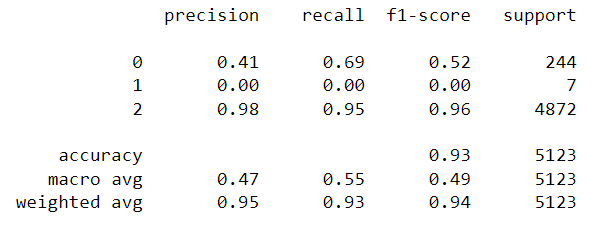 precision recall f1-score support
0 0.41 0.69 0.52 244
1 0.00 0.00 0.00 7
2 0.98 0.95 0.96 4872
accuracy 0.93 5123
macro avg 0.47 0.55 0.49 5123
weighted avg 0.95 0.93 0.94 5123